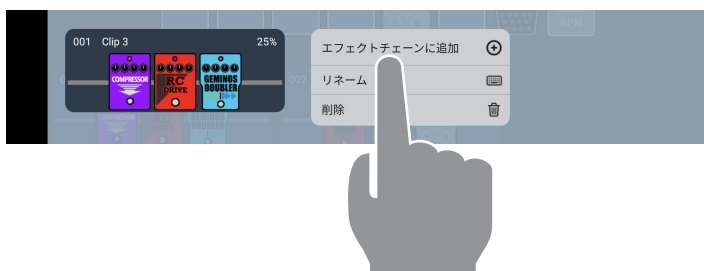 BPM
001 Clip 3 25%
COMPRESSOR
RC DRIVE
GEMINOS DOUBLER
002
エフェクトチェーンに追加
リネーム
削除